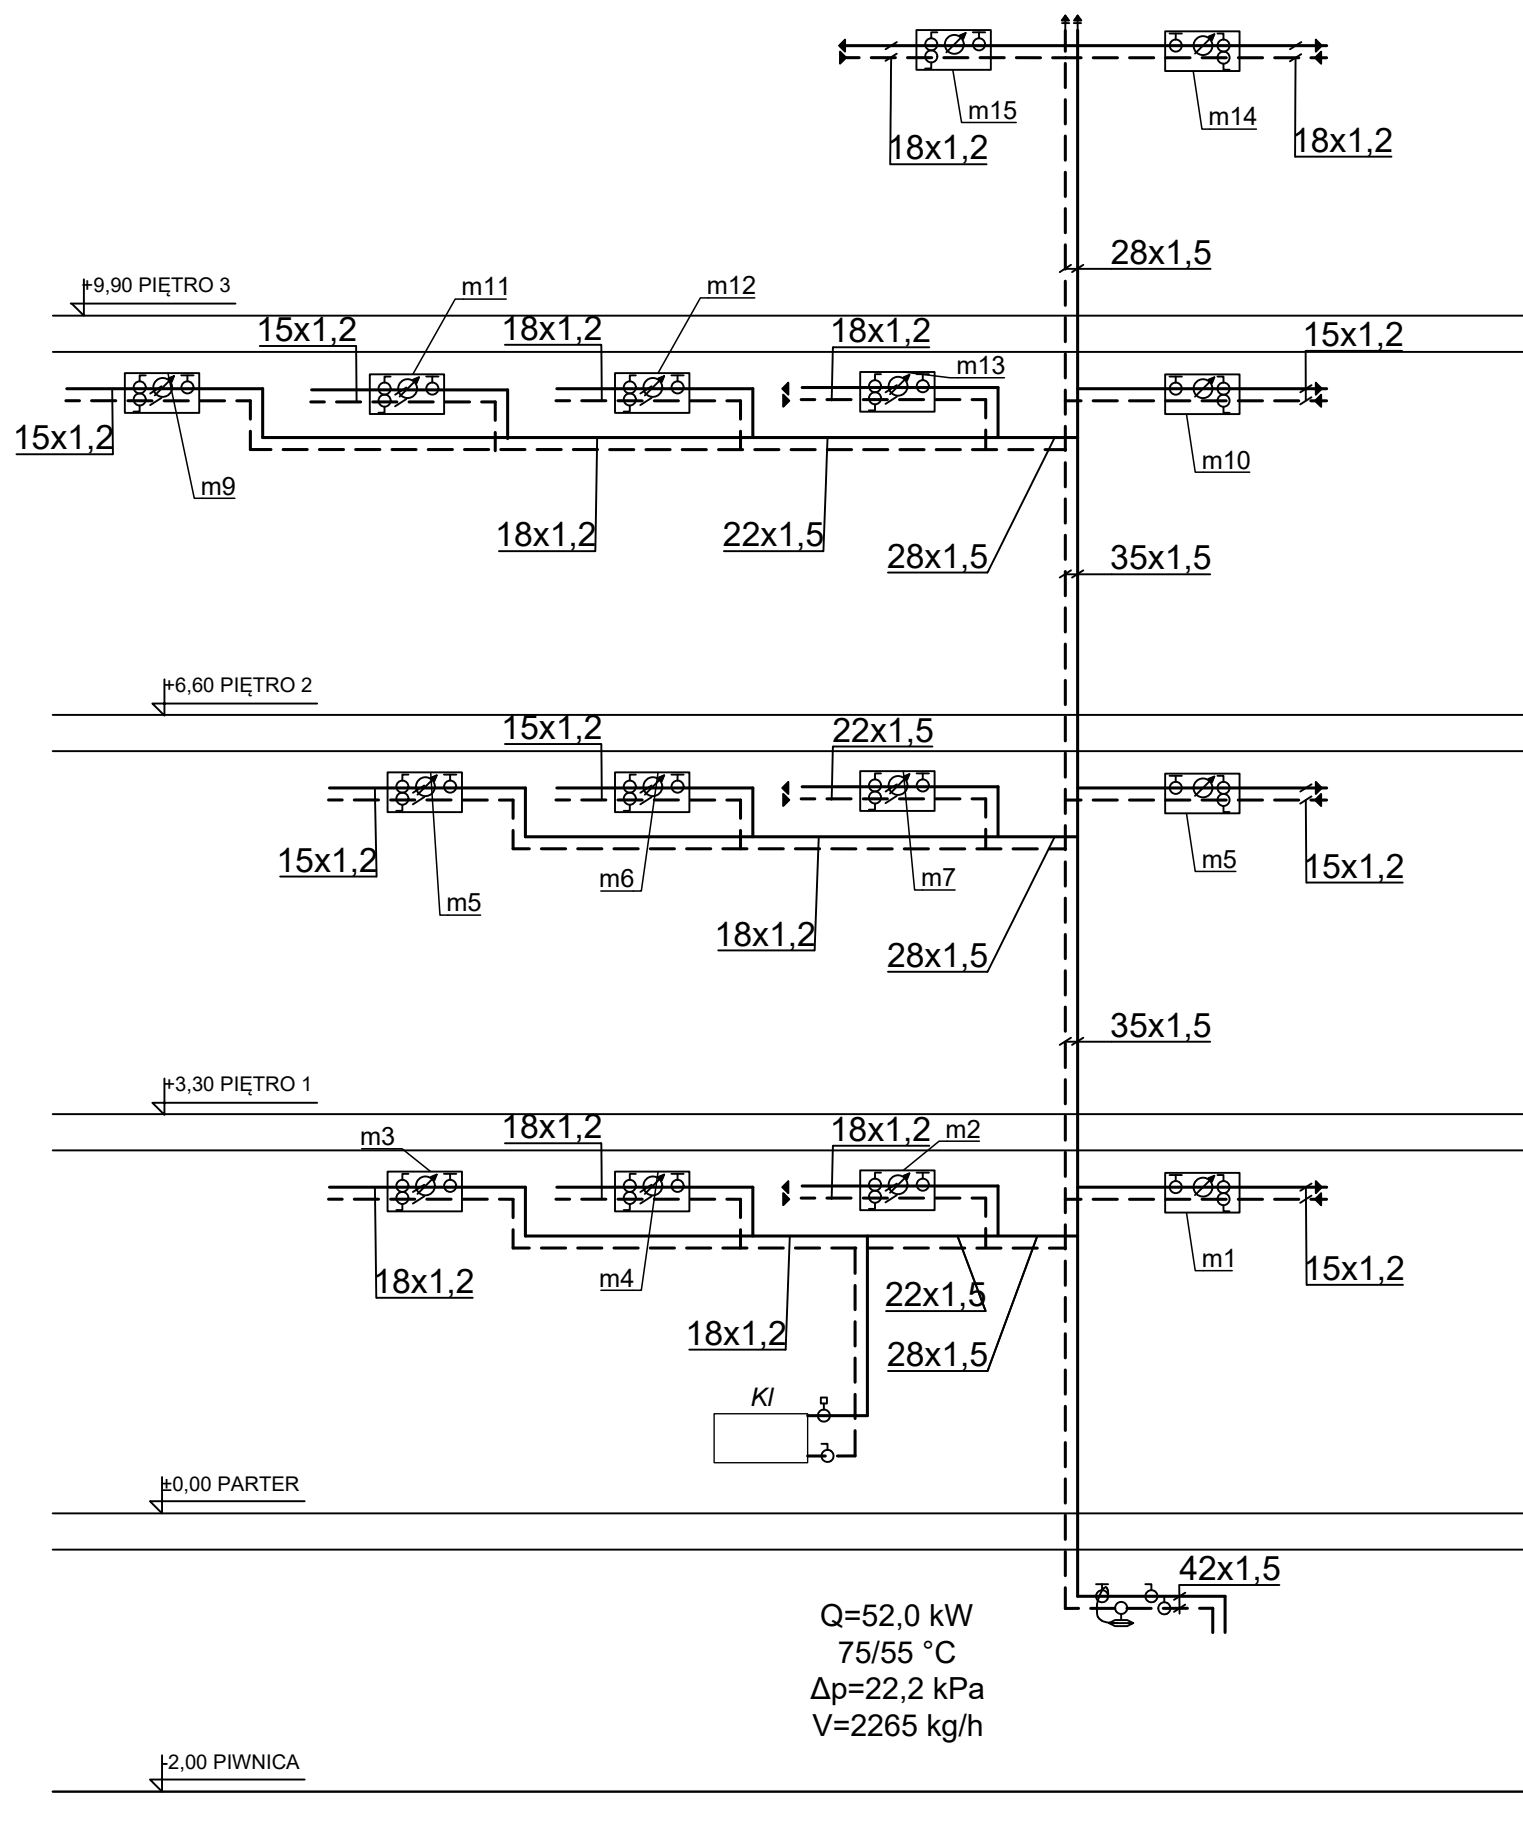 m15
m14
18x1,2
18x1,2
28x1,5
+9,90 PIĘTRO 3
m11
m12
15x1,2
18x1,2
18x1,2
15x1,2
m13
15x1,2
m9
m10
18x1,2
22x1,5
28x1,5
35x1,5
+6,60 PIĘTRO 2
15x1,2
22x1,5
15x1,2
m5
m6
m7
m5
15x1,2
18x1,2
28x1,5
35x1,5
+3,30 PIĘTRO 1
m3
18x1,2
18x1,2
m2
18x1,2
m4
22x1,5
m1
15x1,2
18x1,2
28x1,5
KI
±0,00 PARTER
42x1,5
Q=52,0 kW
75/55 °C
Δp=22,2 kPa
V=2265 kg/h
-2,00 PIWNICA